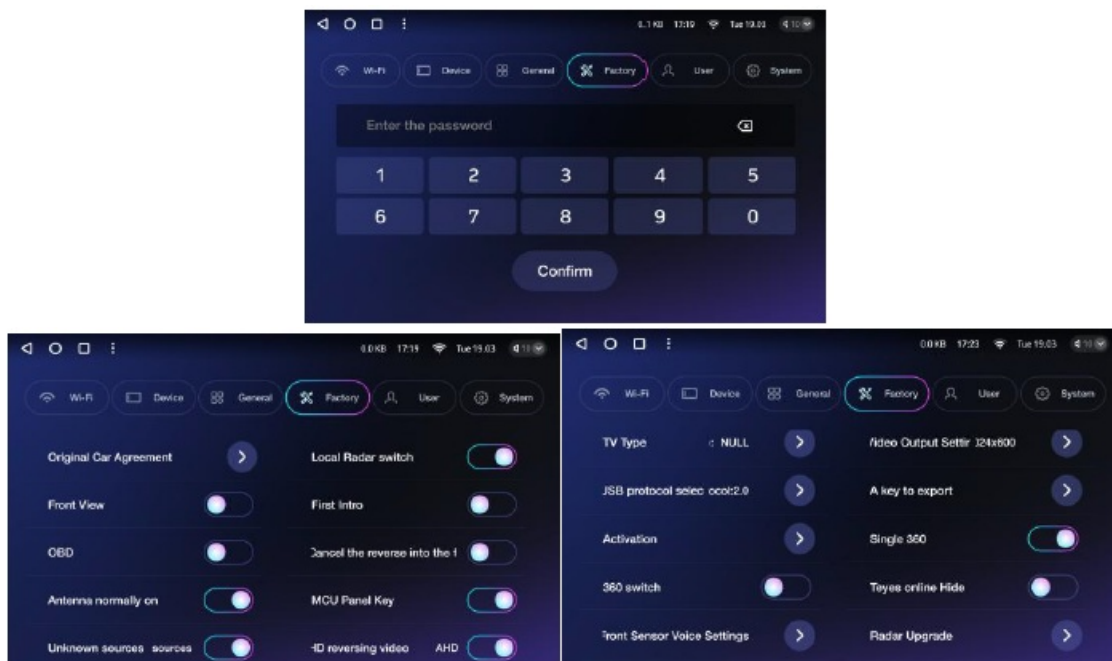 0.1 KB 17:19 Tue 19.03 10
Wi-Fi Device General Factory User System
Enter the password
1 2 3 4 5
6 7 8 9 0
Confirm
0.0 KB 17:19 Tue 19.03 10
Wi-Fi Device General Factory User System
Original Car Agreement Local Radar switch
Front View First Intro
OBD Cancel the reverse into the f
Antenna normally on MCU Panel Key
Unknown sources sources HD reversing video AHD
0.0 KB 17:23 Tue 19.03 10
Wi-Fi Device General Factory User System
TV Type : NULL Video Output Settir 024x600
USB protocol selec ocol:2.0 A key to export
Activation Single 360
360 switch Teyes online Hide
Front Sensor Voice Settings Radar Upgrade